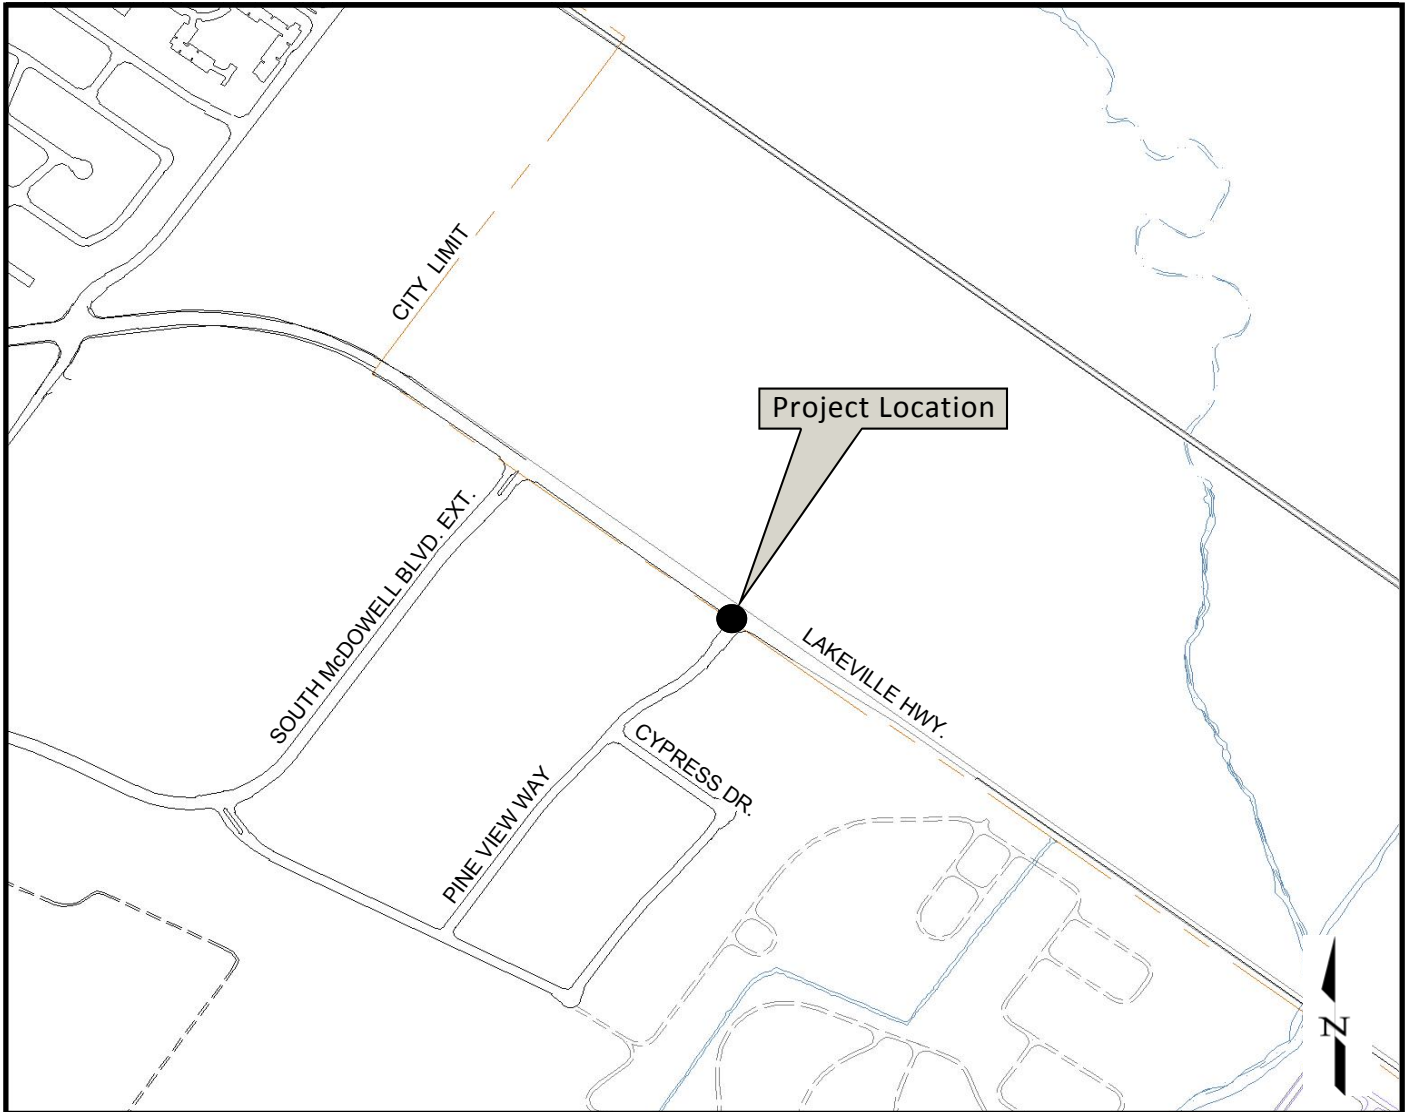 CITY LIMIT
Project Location
SOUTH McDOWELL BLVD. EXT.
LAKEVILLE HWY.
CYPRESS DR.
PINE VIEW WAY
N